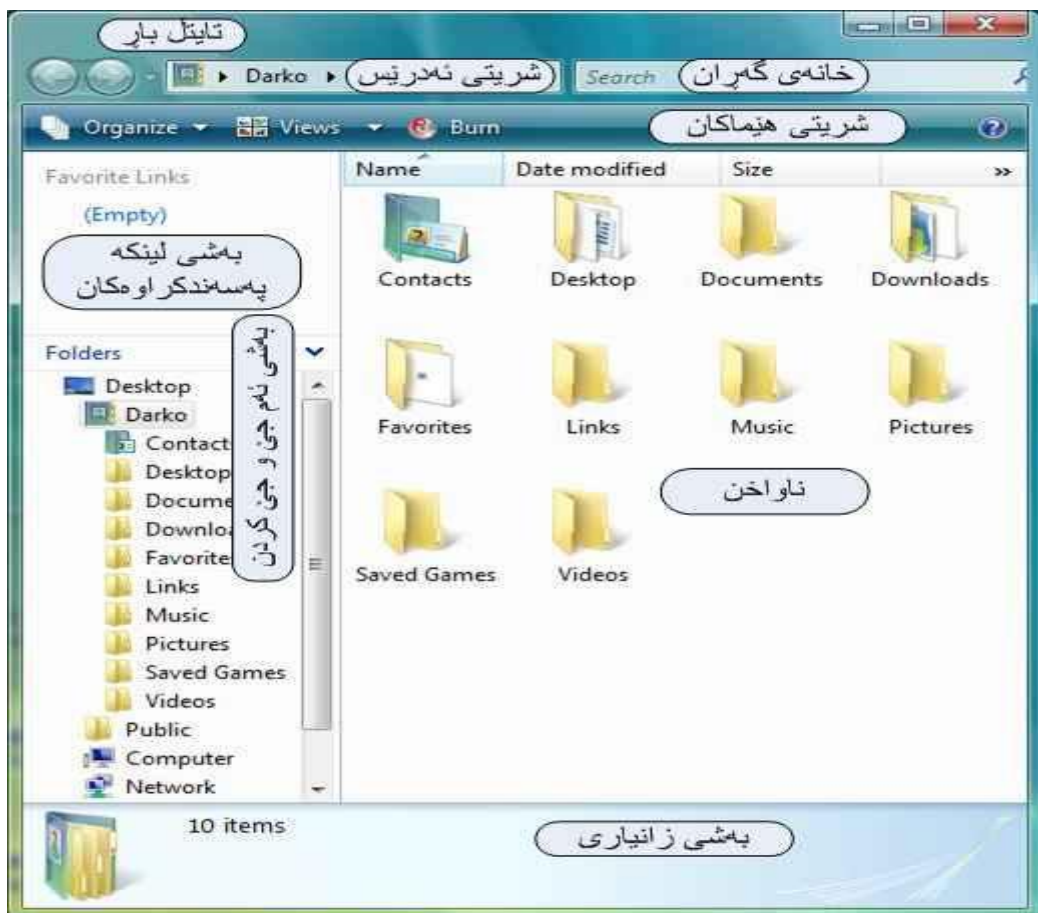 تایتڵ باڕ
Darko
شریتی ئەدرێس
Search
خانەی گەڕان
Organize
Views
Burn
شریتی هێماکان
Favorite Links
(Empty)
بەشی لینکە
پەسەندکراوەکان
Name
Date modified
Size
Contacts
Desktop
Documents
Downloads
Favorites
Links
Music
Pictures
ناواخن
Saved Games
Videos
Folders
بەشی ئەم جێ و جێ کردن
Desktop
Darko
Contact
Desktop
Docume
Downloa
Favorite
Links
Music
Pictures
Saved Games
Videos
Public
Computer
Network
10 items
بەشی زانیاری